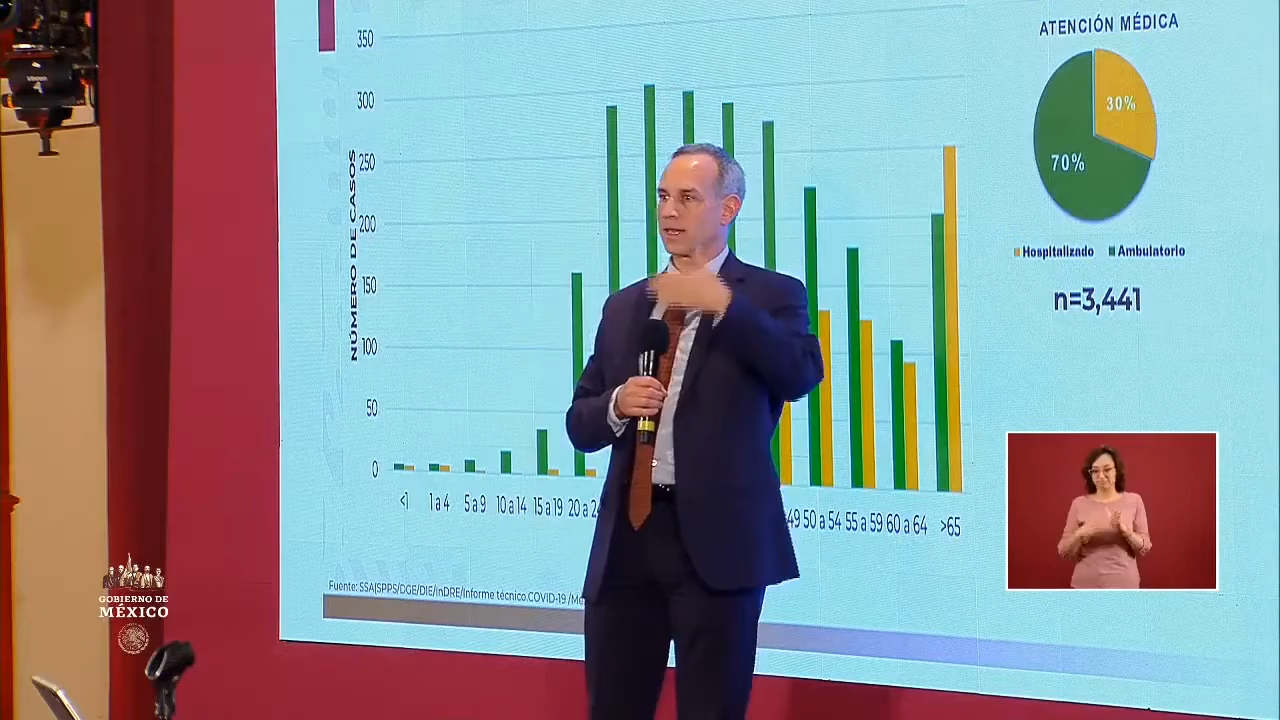 ATENCIÓN MÉDICA
350
300
250
200
150
100
50
0
NÚMERO DE CASOS
30%
70%
Hospitalizado Ambulatorio
n=3,441
<1 1 a 4 5 a 9 10 a 14 15 a 19 20 a 49 50 a 54 55 a 59 60 a 64 >65
Fuente: SSA(SPPS/DGE/DIE/InDRE/Informe técnico.COVID-19
GOBIERNO DE
MÉXICO